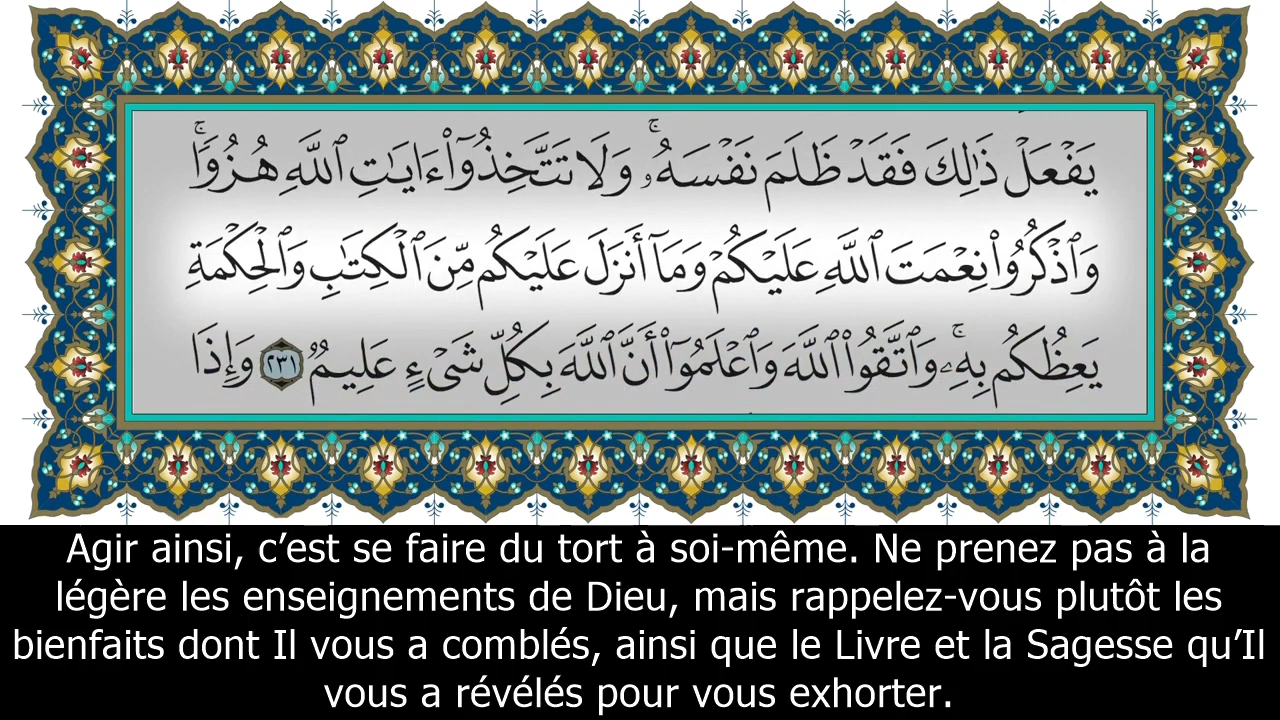 يَفْعَلْ ذَٰلِكَ فَقَدْ ظَلَمَ نَفْسَهُۥۚ وَلَا تَتَّخِذُوٓا۟ ءَايَٰتِ ٱللَّهِ هُزُوٗاۚ
وَٱذْكُرُوا۟ نِعْمَتَ ٱللَّهِ عَلَيْكُمْ وَمَآ أَنزَلَ عَلَيْكُم مِّنَ ٱلْكِتَٰبِ وَٱلْحِكْمَةِ
يَعِظُكُم بِهِۦۚ وَٱتَّقُوا۟ ٱللَّهَ وَٱعْلَمُوٓا۟ أَنَّ ٱللَّهَ بِكُلِّ شَىْءٍ عَلِيمٌ ٢٣١ وَإِذَا
Agir ainsi, c’est se faire du tort à soi-même. Ne prenez pas à la
légère les enseignements de Dieu, mais rappelez-vous plutôt les
bienfaits dont Il vous a comblés, ainsi que le Livre et la Sagesse qu’Il
vous a révélés pour vous exhorter.